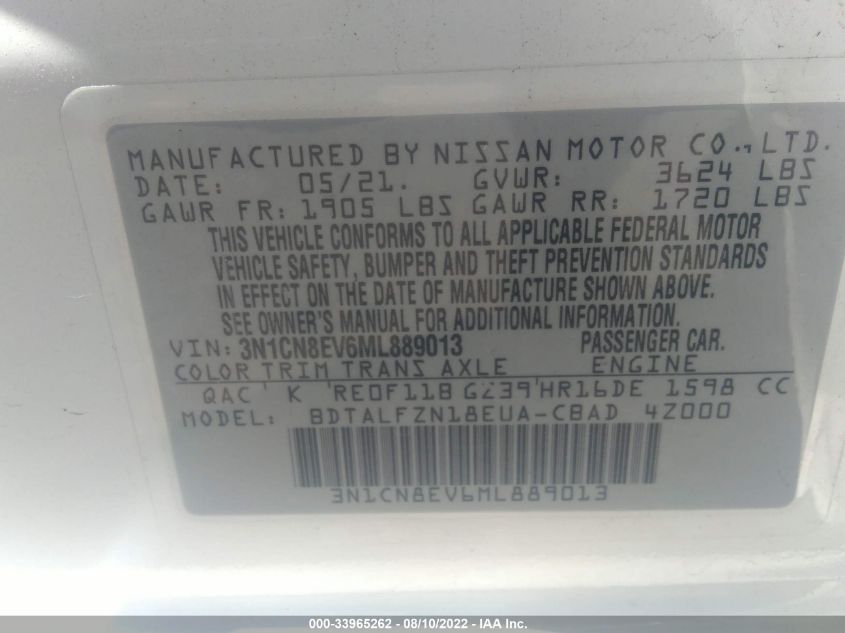 MANUFACTURED BY NISSAN MOTOR CO., LTD.
DATE: 05/21. GVWR: 3624 LBS
GAWR FR: 1905 LBS GAWR RR: 1720 LBS
THIS VEHICLE CONFORMS TO ALL APPLICABLE FEDERAL MOTOR
VEHICLE SAFETY, BUMPER AND THEFT PREVENTION STANDARDS
IN EFFECT ON THE DATE OF MANUFACTURE SHOWN ABOVE.
SEE OWNER'S MANUAL FOR ADDITIONAL INFORMATION.
VIN: 3N1CN8EV6ML889013 PASSENGER CAR.
COLOR TRIM TRANS AXLE ENGINE
QAC K RE0F11B G239 HR16DE 1598 CC
MODEL: BDTALFZN18EUA-CBAD 4Z000
3N1CN8EV6ML889013
000-33965262 - 08/10/2022 - IAA Inc.